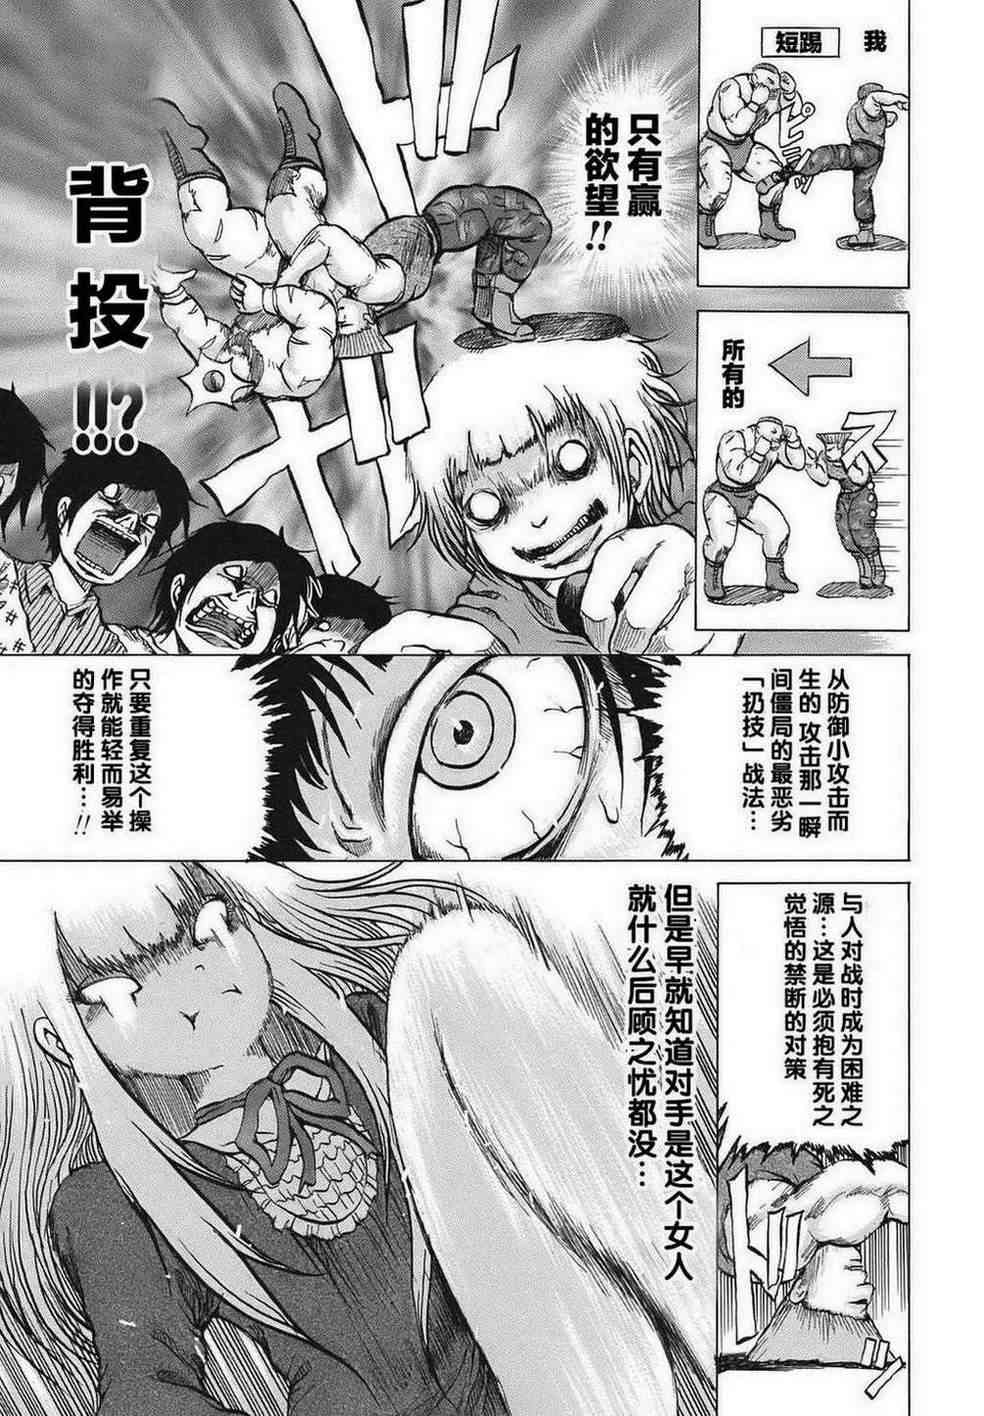 我
短踢
所有的
只有赢
的欲望!!
背投!!!?
从防御小攻击而
生的 攻击那一瞬
间僵局的最恶劣
「扔技」战法…
只要重复这个操
作就能轻而易举
的夺得胜利…!!
与人对战时成为困难之
源…这是必须抱有死之
觉悟的禁断的对策
但是早就知道对手是这个女人
就什么后顾之忧都没…